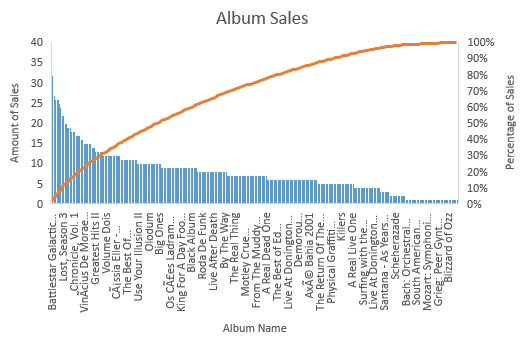 Album Sales
40
35
30
25
20
15
10
5
0
Amount of Sales
100%
90%
80%
70%
60%
50%
40%
30%
20%
10%
0%
Percentage of Sales
Battlestar Galactic...
Lost, Season 3
Chronicle, Vol. 1
VinÃ­cius De Morae...
Greatest Hits II
Volume Dois
CÃ¡ssia Eller -...
The Best Of...
Use Your Illusion II
Olodum
Big Ones
Os CÃ£es Ladram...
King For A Day Foo...
Black Album
Roda De Funk
Live After Death
By The Way
The Real Thing
Motley Crue...
From The Muddy...
A Real Dead One
The Best of Ed...
Live At Donington...
Demorou...
AxÃ© Bahia 2001
The Return Of The...
Physical Graffiti...
Killers
A Real Live One
Surfing with the...
Live At Donington...
Santana - As Years...
Scheherazade
Bach: Orchestral...
South American...
Mozart: Symphoni...
Grieg: Peer Gynt...
Blizzard of Ozz
Album Name